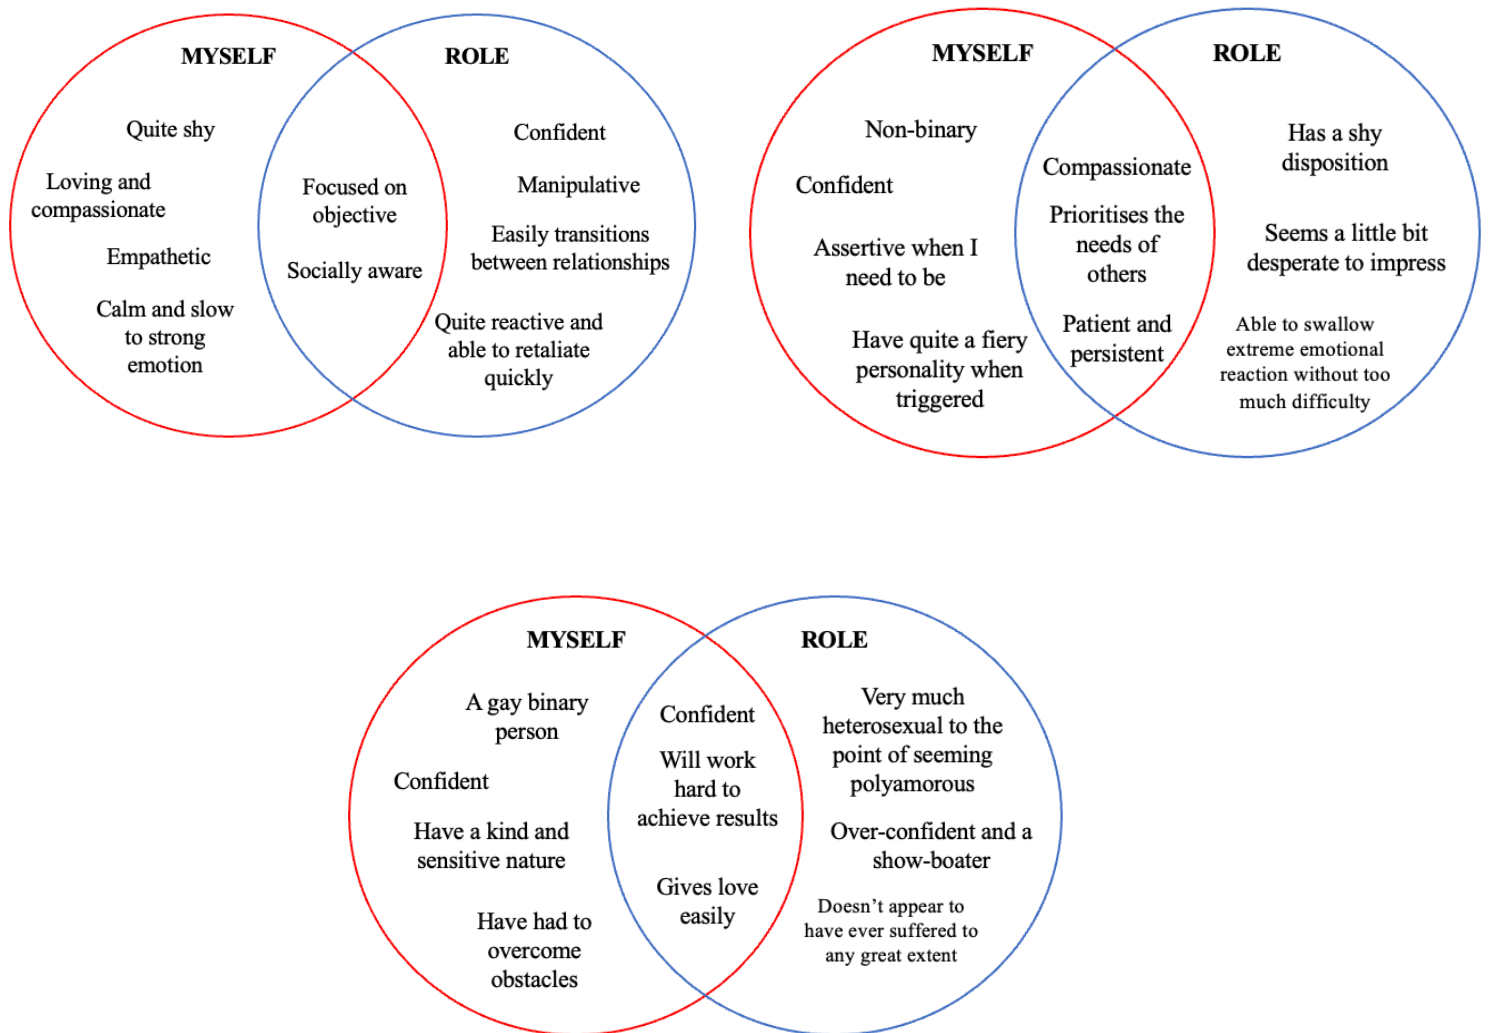 MYSELF
Quite shy
Loving and
compassionate
Empathetic
Calm and slow
to strong
emotion
Focused on
objective
Socially aware
ROLE
Confident
Manipulative
Easily transitions
between relationships
Quite reactive and
able to retaliate
quickly
MYSELF
Non-binary
Confident
Assertive when I
need to be
Have quite a fiery
personality when
triggered
Compassionate
Prioritises the
needs of
others
Patient and
persistent
ROLE
Has a shy
disposition
Seems a little bit
desperate to impress
Able to swallow
extreme emotional
reaction without too
much difficulty
MYSELF
A gay binary
person
Confident
Have a kind and
sensitive nature
Have had to
overcome
obstacles
Confident
Will work
hard to
achieve results
Gives love
easily
ROLE
Very much
heterosexual to the
point of seeming
polyamorous
Over-confident and a
show-boater
Doesn’t appear to
have ever suffered to
any great extent